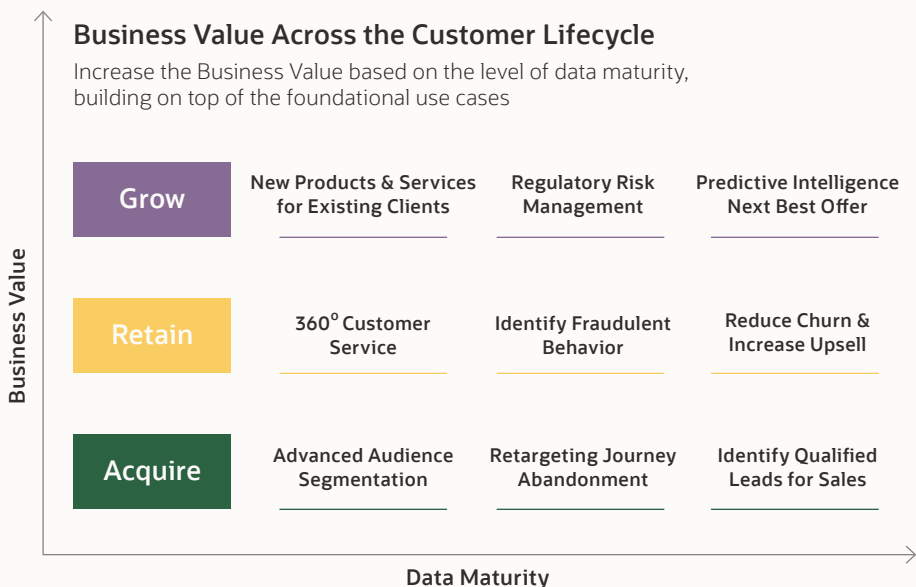 Business Value Across the Customer Lifecycle
Increase the Business Value based on the level of data maturity,
building on top of the foundational use cases
Business Value
Grow
New Products & Services
for Existing Clients
Regulatory Risk
Management
Predictive Intelligence
Next Best Offer
Retain
360° Customer
Service
Identify Fraudulent
Behavior
Reduce Churn &
Increase Upsell
Acquire
Advanced Audience
Segmentation
Retargeting Journey
Abandonment
Identify Qualified
Leads for Sales
Data Maturity